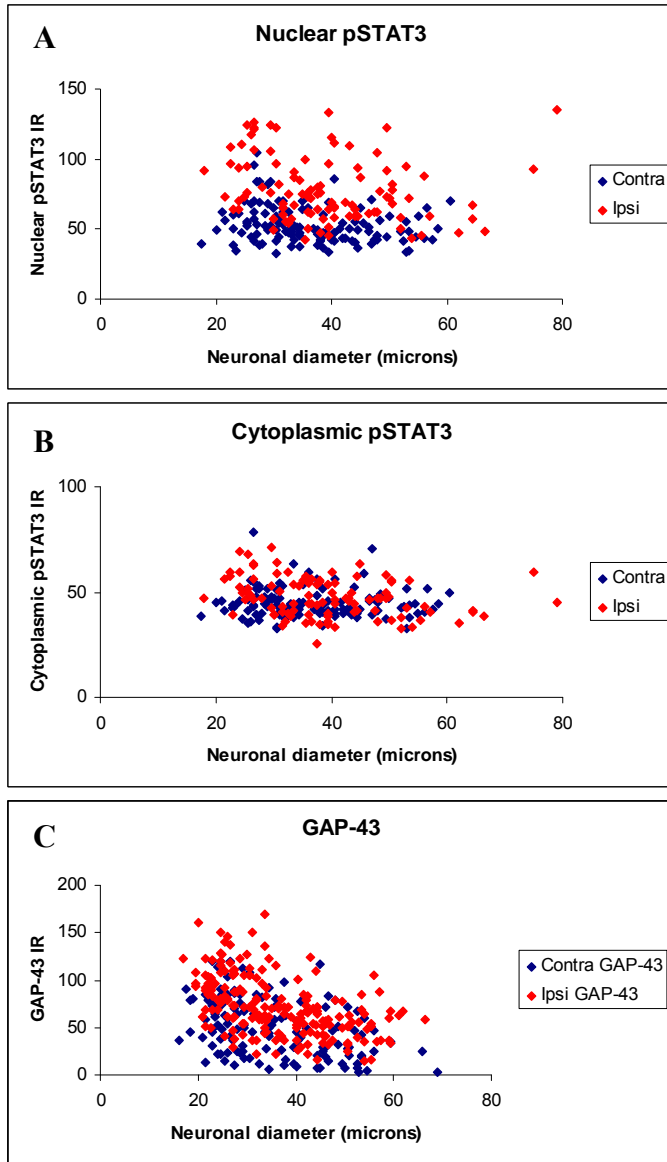 A
Nuclear pSTAT3
Nuclear pSTAT3 IR
150
100
50
0
0 20 40 60 80
Neuronal diameter (microns)
Contra
Ipsi
B
Cytoplasmic pSTAT3
Cytoplasmic pSTAT3 IR
100
50
0
0 20 40 60 80
Neuronal diameter (microns)
Contra
Ipsi
C
GAP-43
GAP-43 IR
200
150
100
50
0
0 20 40 60 80
Neuronal diameter (microns)
Contra GAP-43
Ipsi GAP-43